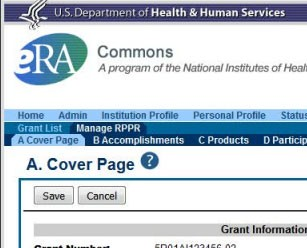 U.S. Department of Health & Human Services
eRA
Commons
A program of the National Institutes of Heal
Home Admin Institution Profile Personal Profile Status
Grant List Manage RPPR
A Cover Page B Accomplishments C Products D Particip
A. Cover Page ?
Save Cancel
Grant Information
Grant Number: 5R01AI123456-02